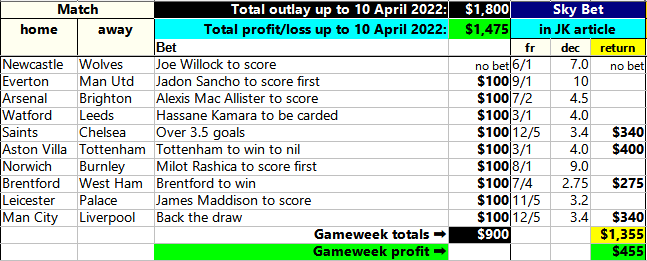 Match Total outlay up to 10 April 2022: $1,800 Sky Bet
home away Total profit/loss up to 10 April 2022: $1,475 in JK article
Bet fr dec return
Newcastle Wolves Joe Willock to score no bet 6/1 7.0 no bet
Everton Man Utd Jadon Sancho to score first $100 9/1 10
Arsenal Brighton Alexis Mac Allister to score $100 7/2 4.5
Watford Leeds Hassane Kamara to be carded $100 3/1 4.0
Saints Chelsea Over 3.5 goals $100 12/5 3.4 $340
Aston Villa Tottenham Tottenham to win to nil $100 3/1 4.0 $400
Norwich Burnley Milot Rashica to score first $100 8/1 9.0
Brentford West Ham Brentford to win $100 7/4 2.75 $275
Leicester Palace James Maddison to score $100 11/5 3.2
Man City Liverpool Back the draw $100 12/5 3.4 $340
Gameweek totals ➡ $900 $1,355
Gameweek profit ➡ $455